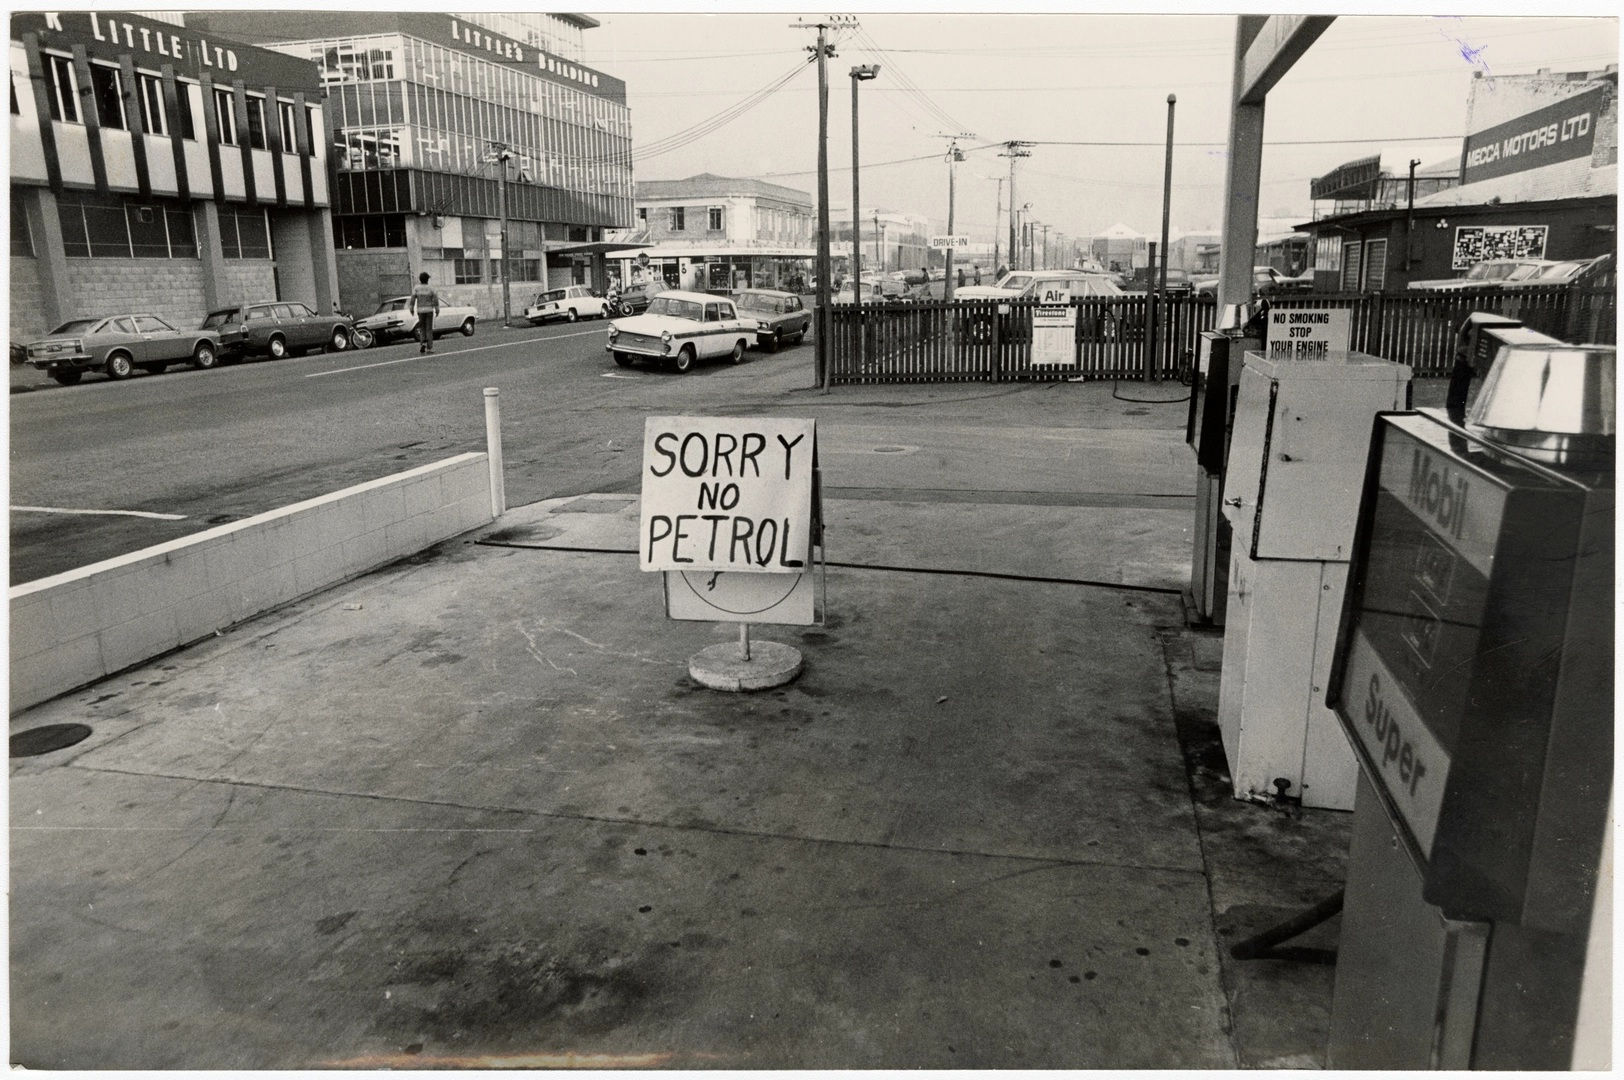 R LITTLE LTD
LITTLE'S BUILDING
MECCA MOTORS LTD
DRIVE-IN
Air
Firestone
NO SMOKING
STOP
YOUR ENGINE
SORRY
NO
PETROL
Mobil
Super